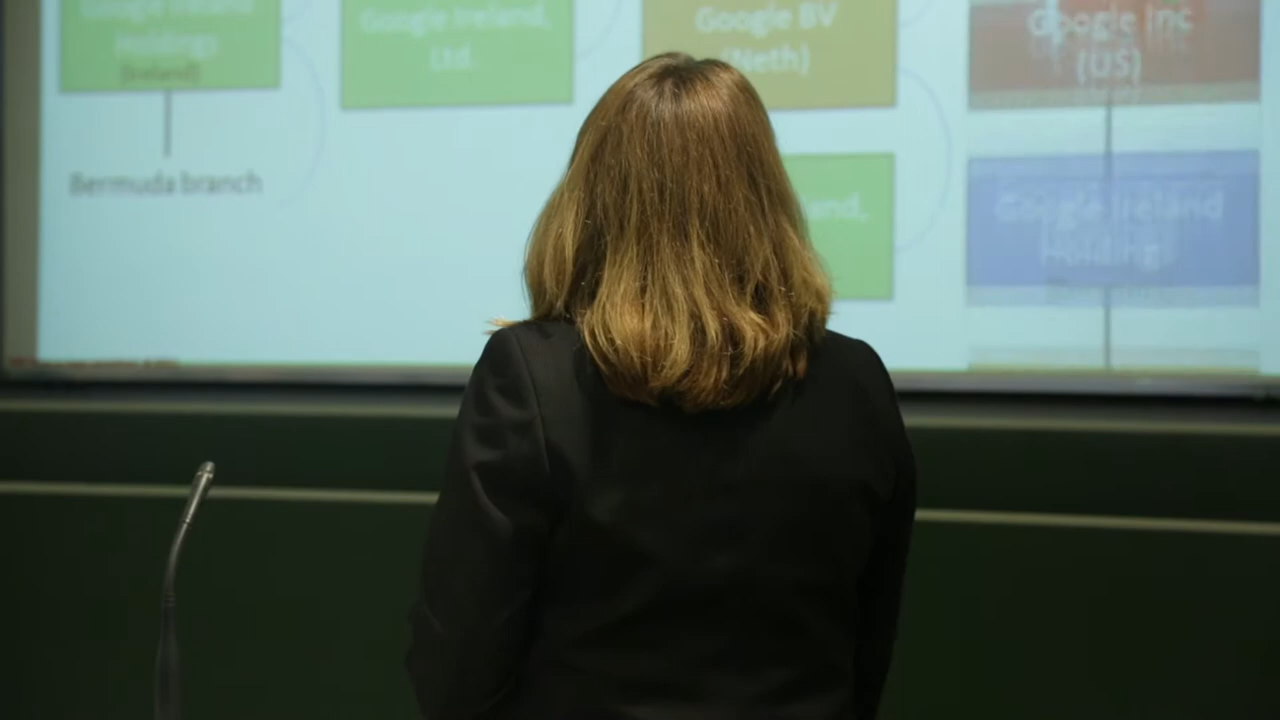 Google Ireland
Holdings
(Ireland)
Bermuda branch
Google Ireland,
Ltd.
Google BV
(Neth)
Google Inc
(US)
Google Ireland
Holdings